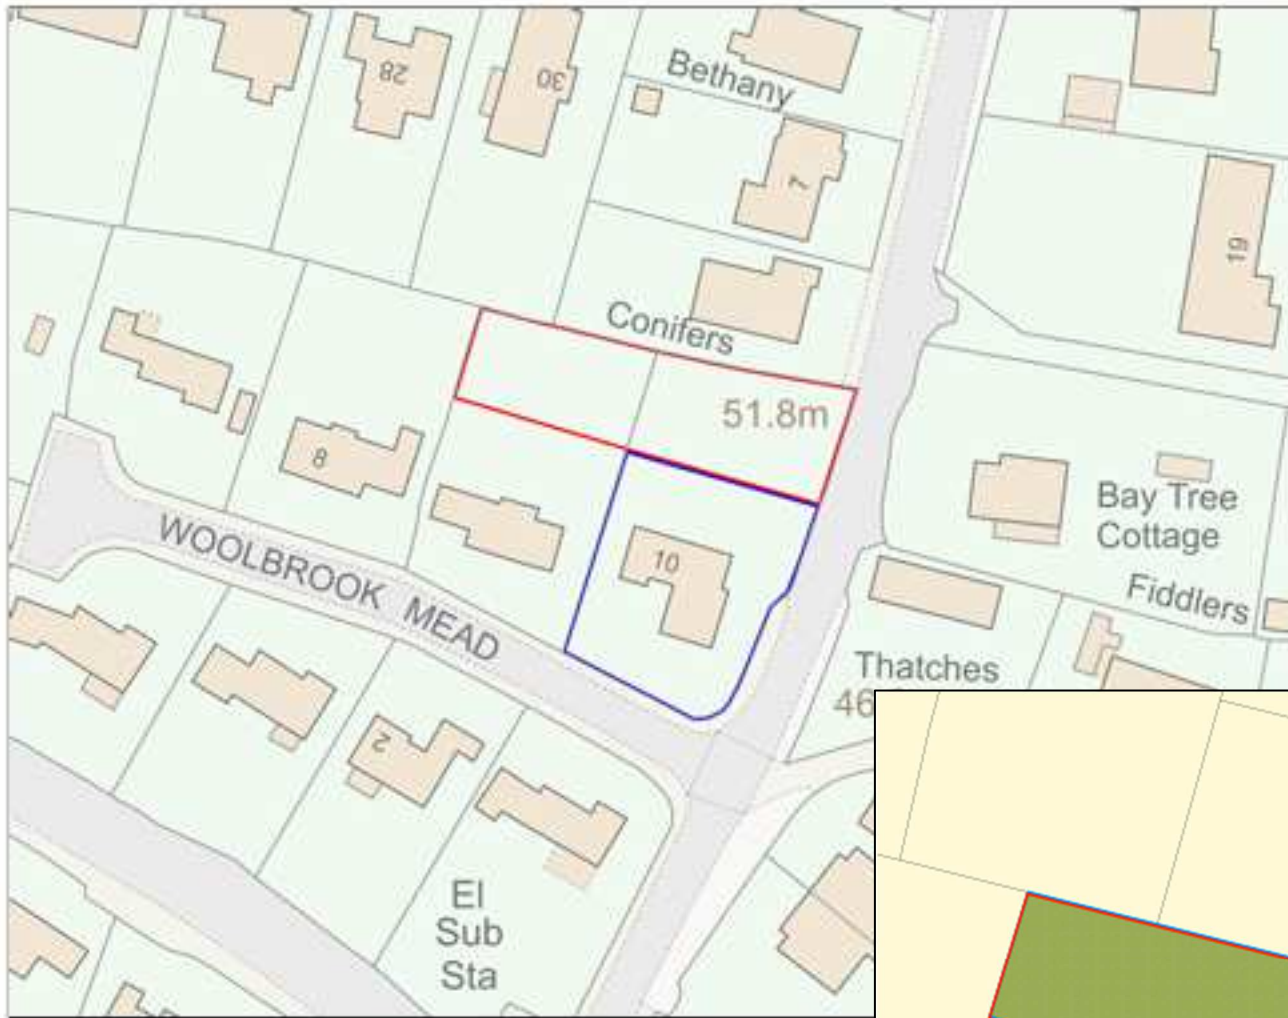 28
30
Bethany
7
19
Conifers
51.8m
8
10
Bay Tree
Cottage
WOOLBROOK MEAD
Fiddlers
Thatches
46
2
El
Sub
Sta